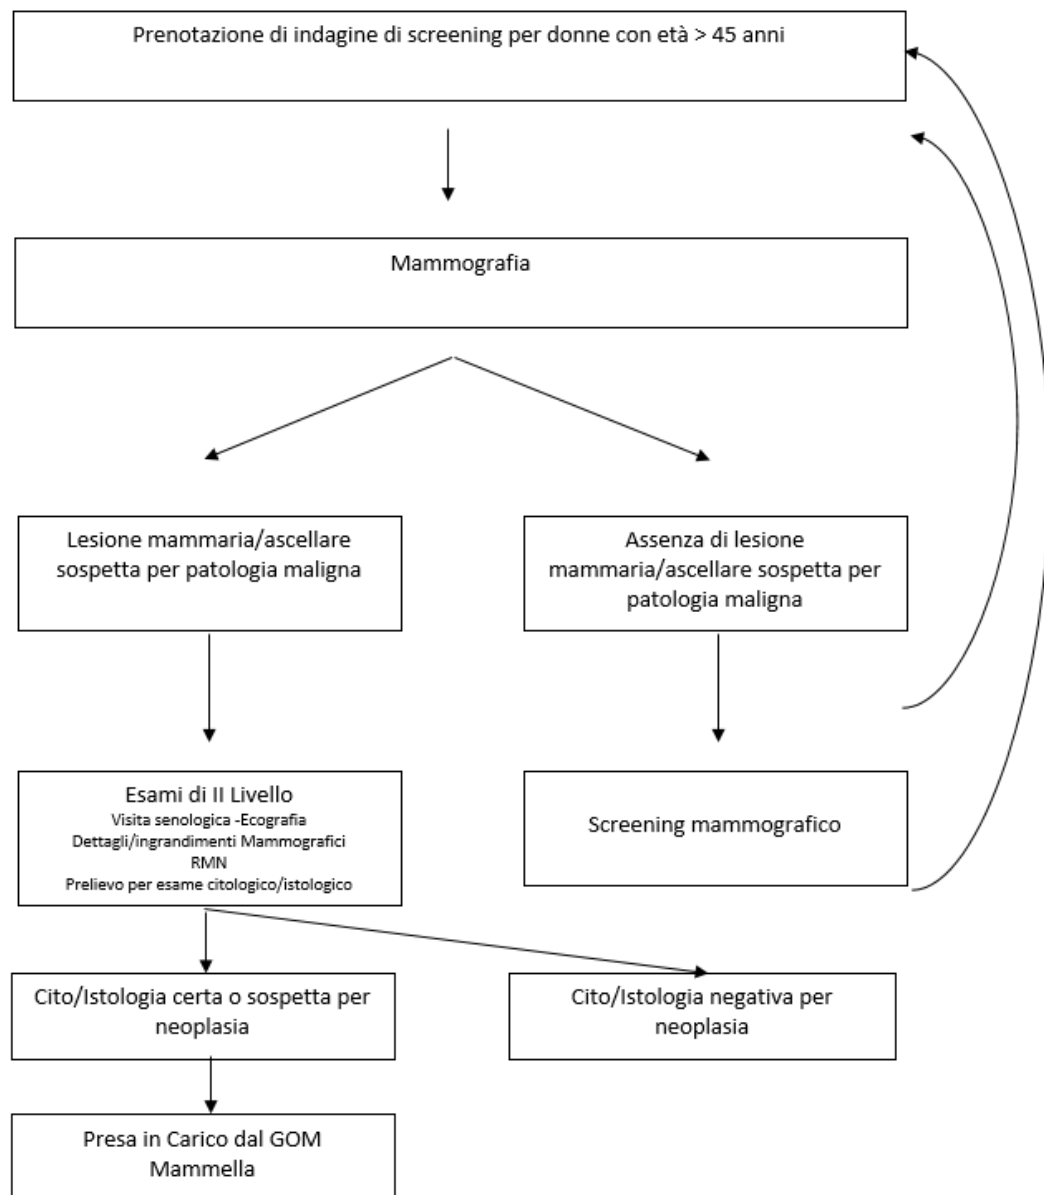 Prenotazione di indagine di screening per donne con età > 45 anni
Mammografia
Lesione mammaria/ascellare
sospetta per patologia maligna
Assenza di lesione
mammaria/ascellare sospetta per
patologia maligna
Esami di II Livello
Visita senologica -Ecografia
Dettagli/ingrandimenti Mammografici
RMN
Prelievo per esame citologico/istologico
Screening mammografico
Cito/Istologia certa o sospetta per
neoplasia
Cito/Istologia negativa per
neoplasia
Presa in Carico dal GOM
Mammella